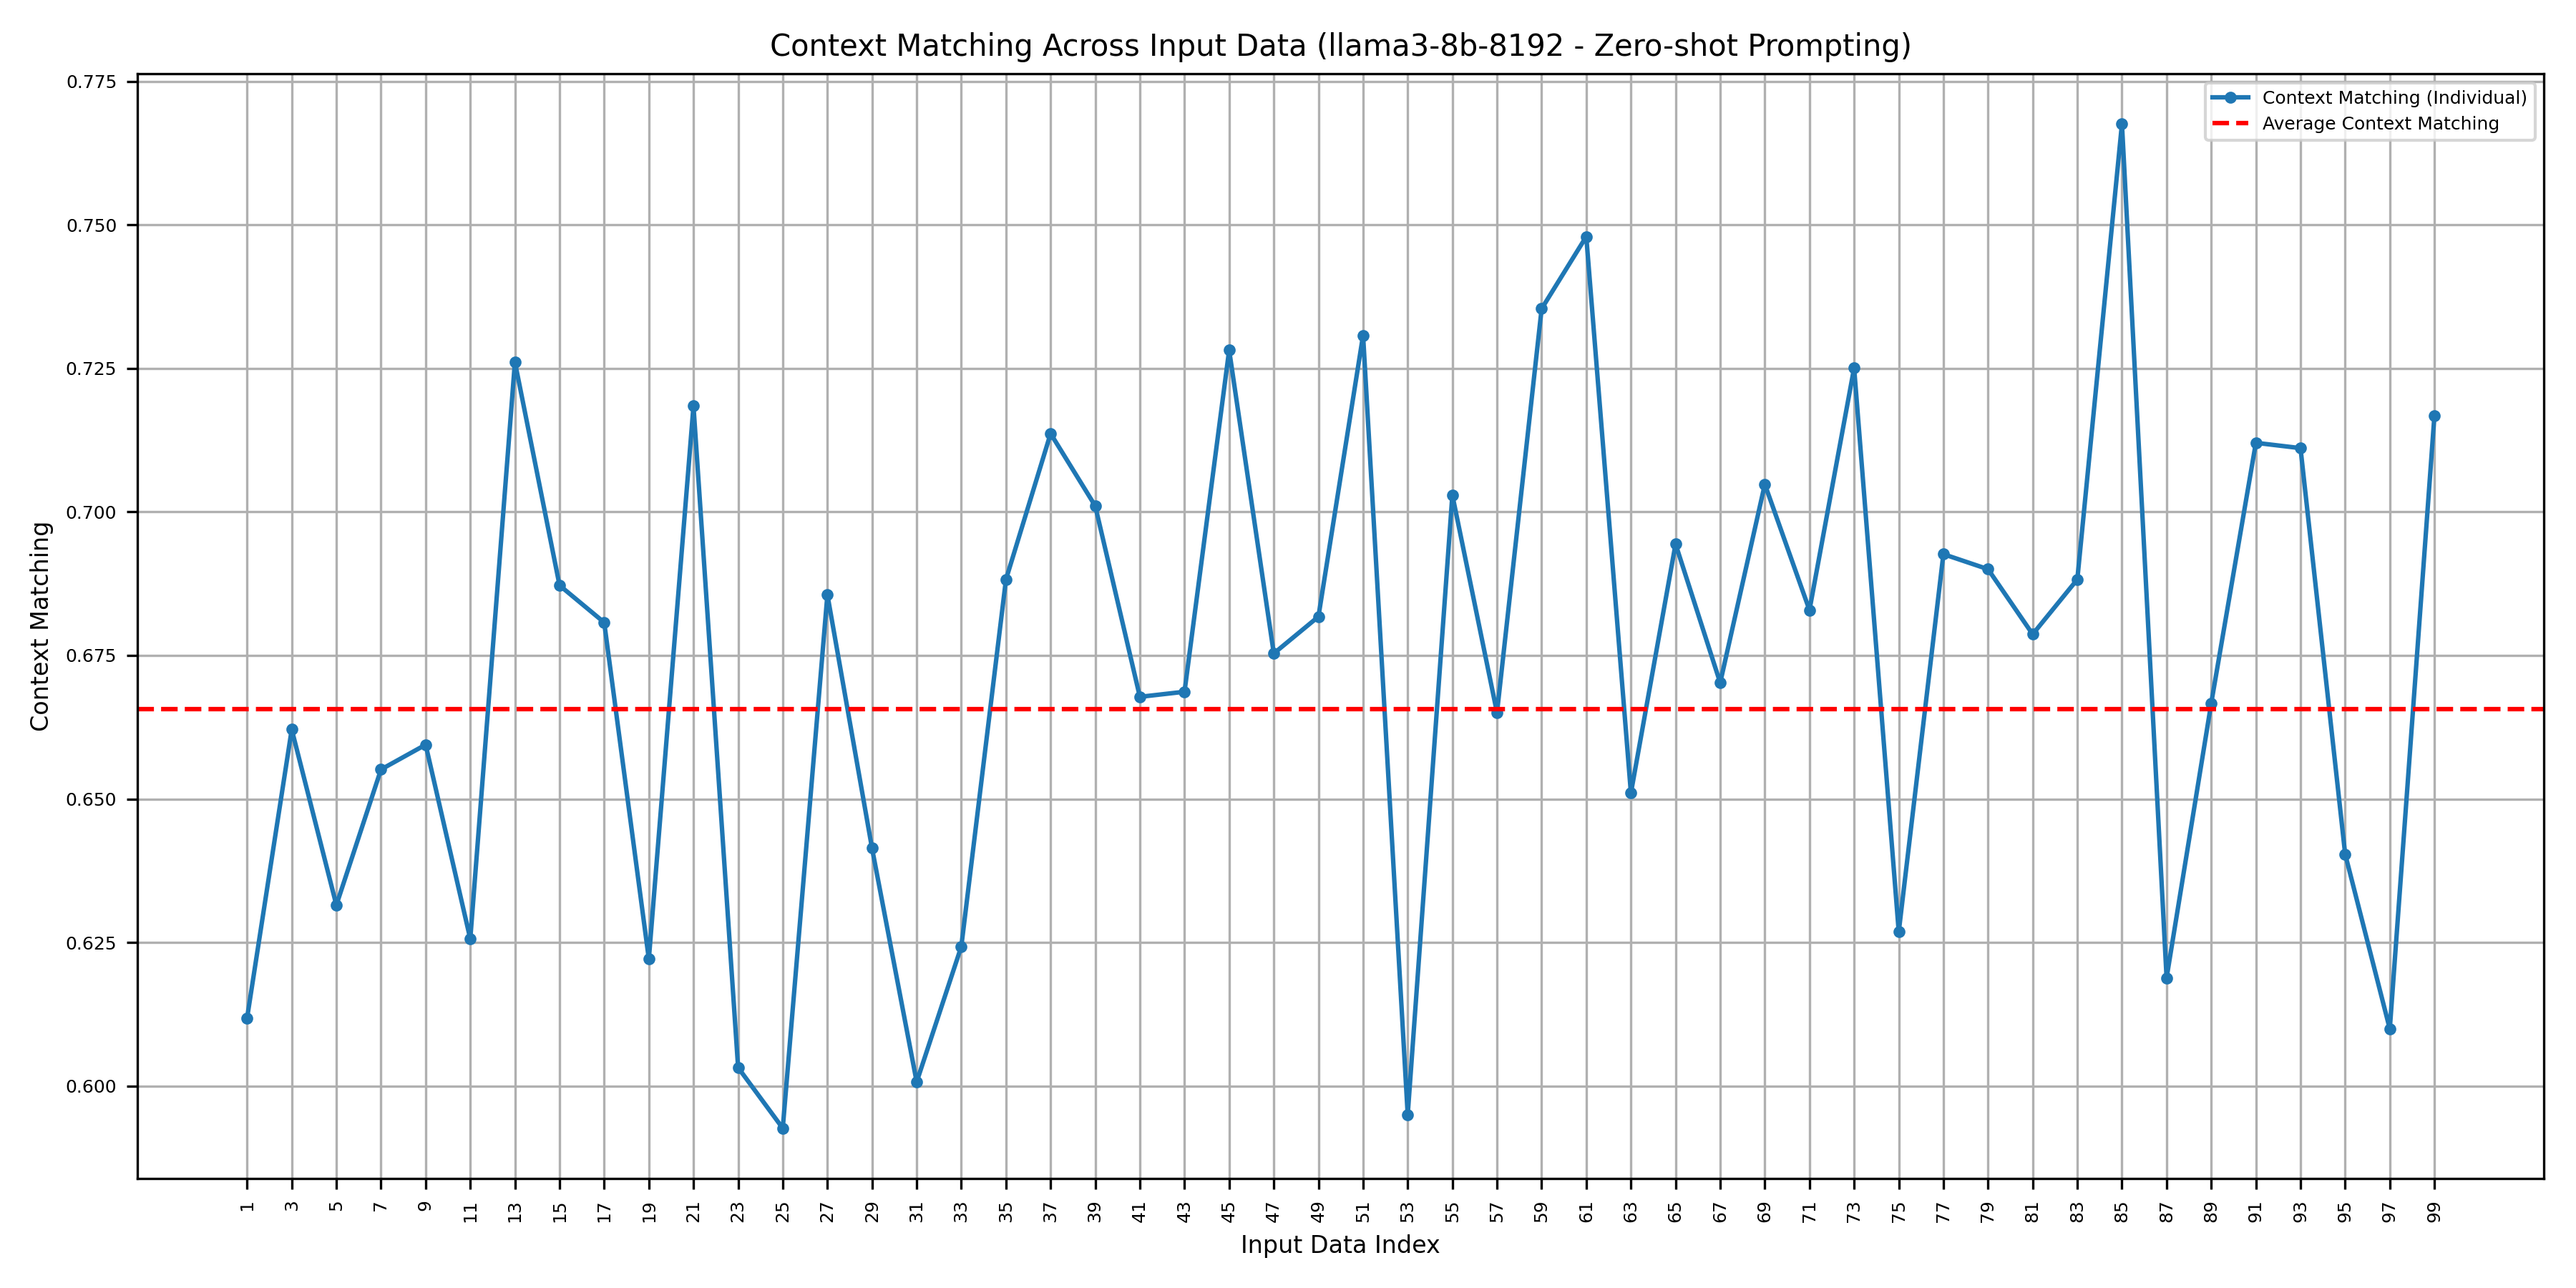 Context Matching Across Input Data (llama3-8b-8192 - Zero-shot Prompting)
Context Matching (Individual)
Average Context Matching
Context Matching
0.775
0.750
0.725
0.700
0.675
0.650
0.625
0.600
1 3 5 7 9 11 13 15 17 19 21 23 25 27 29 31 33 35 37 39 41 43 45 47 49 51 53 55 57 59 61 63 65 67 69 71 73 75 77 79 81 83 85 87 89 91 93 95 97 99
Input Data Index